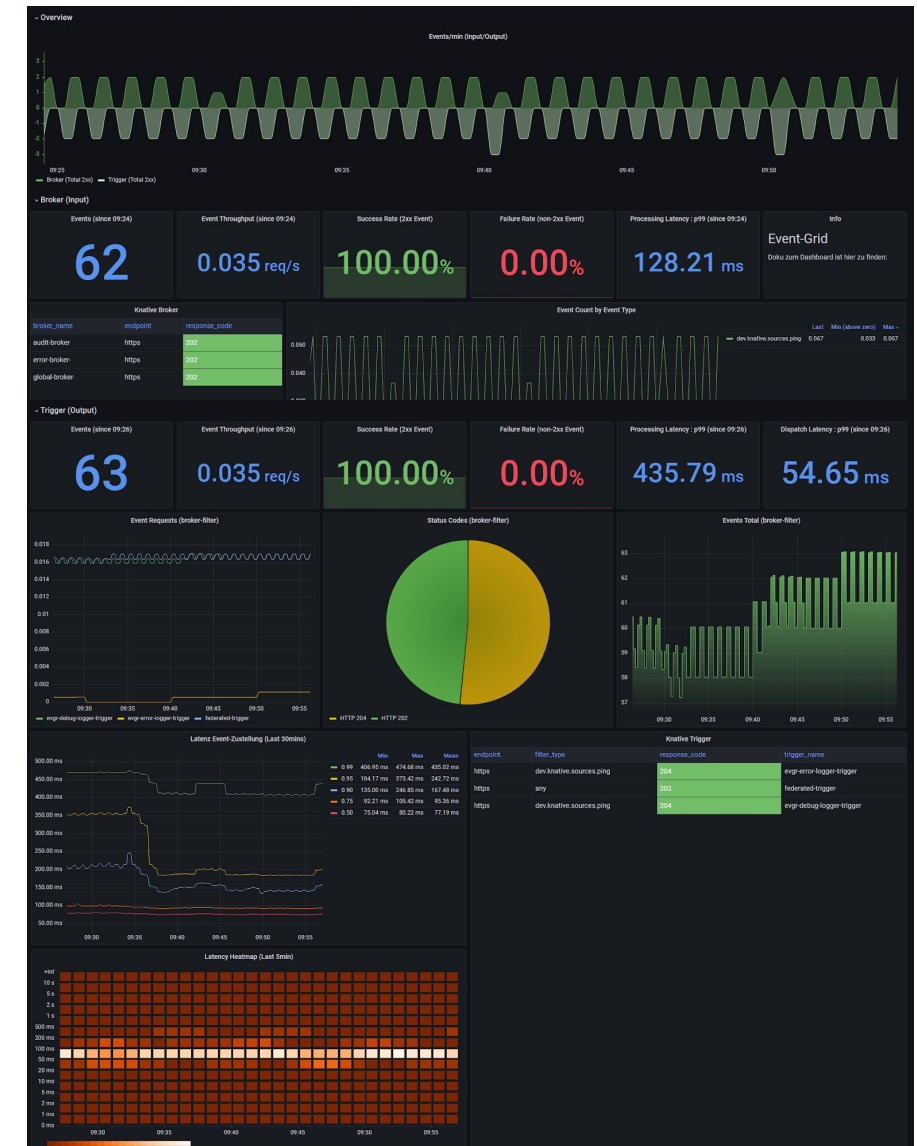 Overview
Events/min (Input/Output)
3
2
1
0
-1
-2
-3
09:25 09:30 09:35 09:40 09:45 09:50
Broker (Total 2xx) Trigger (Total 2xx)
Broker (Input)
Events (since 09:24)
62
Event Throughput (since 09:24)
0.035 req/s
Success Rate (2xx Event)
100.00%
Failure Rate (non-2xx Event)
0.00%
Processing Latency : p99 (since 09:24)
128.21 ms
Info
Event-Grid
Doku zum Dashboard ist hier zu finden:
Knative Broker
broker_name endpoint response_code
audit-broker https 202
error-broker- https 202
global-broker https 202
Event Count by Event Type
0.060
0.040
Last Min (above zero) Max
dev.knative.sources.ping 0.067 0.033 0.067
Trigger (Output)
Events (since 09:26)
63
Event Throughput (since 09:26)
0.035 req/s
Success Rate (2xx Event)
100.00%
Failure Rate (non-2xx Event)
0.00%
Processing Latency : p99 (since 09:26)
435.79 ms
Dispatch Latency : p99 (since 09:26)
54.65 ms
Event Requests (broker-filter)
0.018
0.016
0.014
0.012
0.01
0.008
0.006
0.004
0.002
0
09:30 09:35 09:40 09:45 09:50 09:55
evgr-debug-logger-trigger evgr-error-logger-trigger federated-trigger
Status Codes (broker-filter)
HTTP 204 HTTP 202
Events Total (broker-filter)
63
62
61
60
59
58
57
09:30 09:35 09:40 09:45 09:50 09:55
Latenz Event-Zustellung (Last 30mins)
500.00 ms
450.00 ms
400.00 ms
350.00 ms
300.00 ms
250.00 ms
200.00 ms
150.00 ms
100.00 ms
50.00 ms
09:30 09:35 09:40 09:45 09:50 09:55
Min Max Mean
0.99 406.95 ms 474.68 ms 435.02 ms
0.95 184.17 ms 373.42 ms 242.72 ms
0.90 135.00 ms 246.85 ms 167.48 ms
0.75 92.21 ms 105.42 ms 95.36 ms
0.50 75.04 ms 80.22 ms 77.19 ms
Knative Trigger
endpoint filter_type response_code trigger_name
https dev.knative.sources.ping 204 evgr-error-logger-trigger
https any 202 federated-trigger-
https dev.knative.sources.ping 204 evgr-debug-logger-trigger
Latency Heatmap (Last 5min)
+Inf
10 s
5 s
2 s
1 s
500 ms
200 ms
100 ms
50 ms
20 ms
10 ms
5 ms
2 ms
1 ms
0 ms
09:30 09:35 09:40 09:45 09:50 09:55